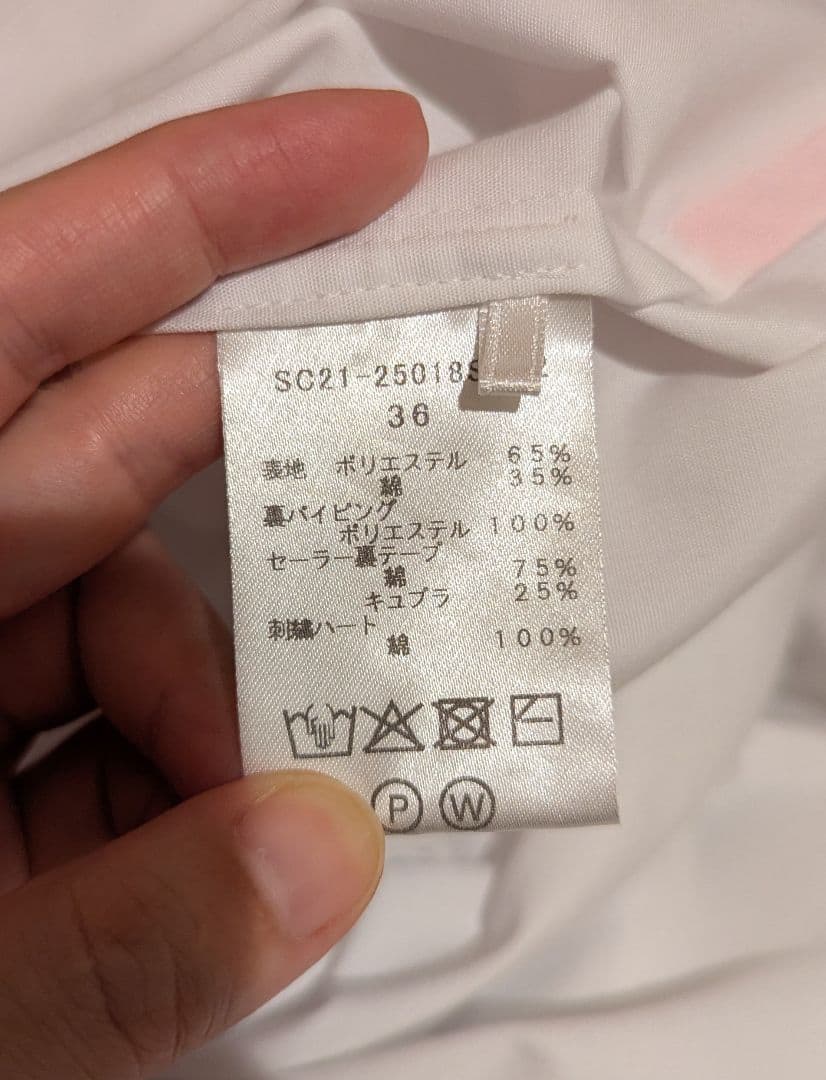 SC21-25018
36
表地 ポリエステル 65%
綿 35%
裏パイピング
ポリエステル 100%
セーラー裏テープ
綿 75%
キュプラ 25%
刺繍ハート
綿 100%
P W